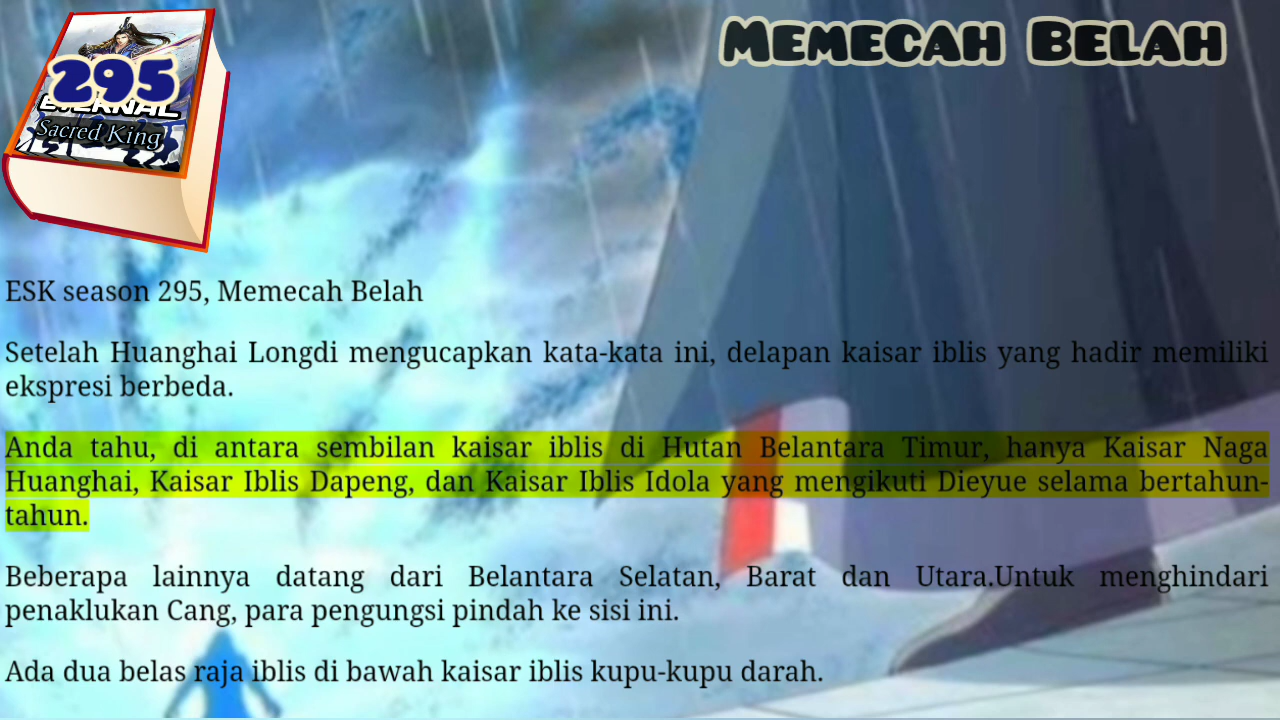 Memecah Belah
295
ETERNAL
Sacred King
ESK season 295, Memecah Belah
Setelah Huanghai Longdi mengucapkan kata-kata ini, delapan kaisar iblis yang hadir memiliki
ekspresi berbeda.
Anda tahu, di antara sembilan kaisar iblis di Hutan Belantara Timur, hanya Kaisar Naga
Huanghai, Kaisar Iblis Dapeng, dan Kaisar Iblis Idola yang mengikuti Dieyue selama bertahun-
tahun.
Beberapa lainnya datang dari Belantara Selatan, Barat dan Utara.Untuk menghindari
penaklukan Cang, para pengungsi pindah ke sisi ini.
Ada dua belas raja iblis di bawah kaisar iblis kupu-kupu darah.